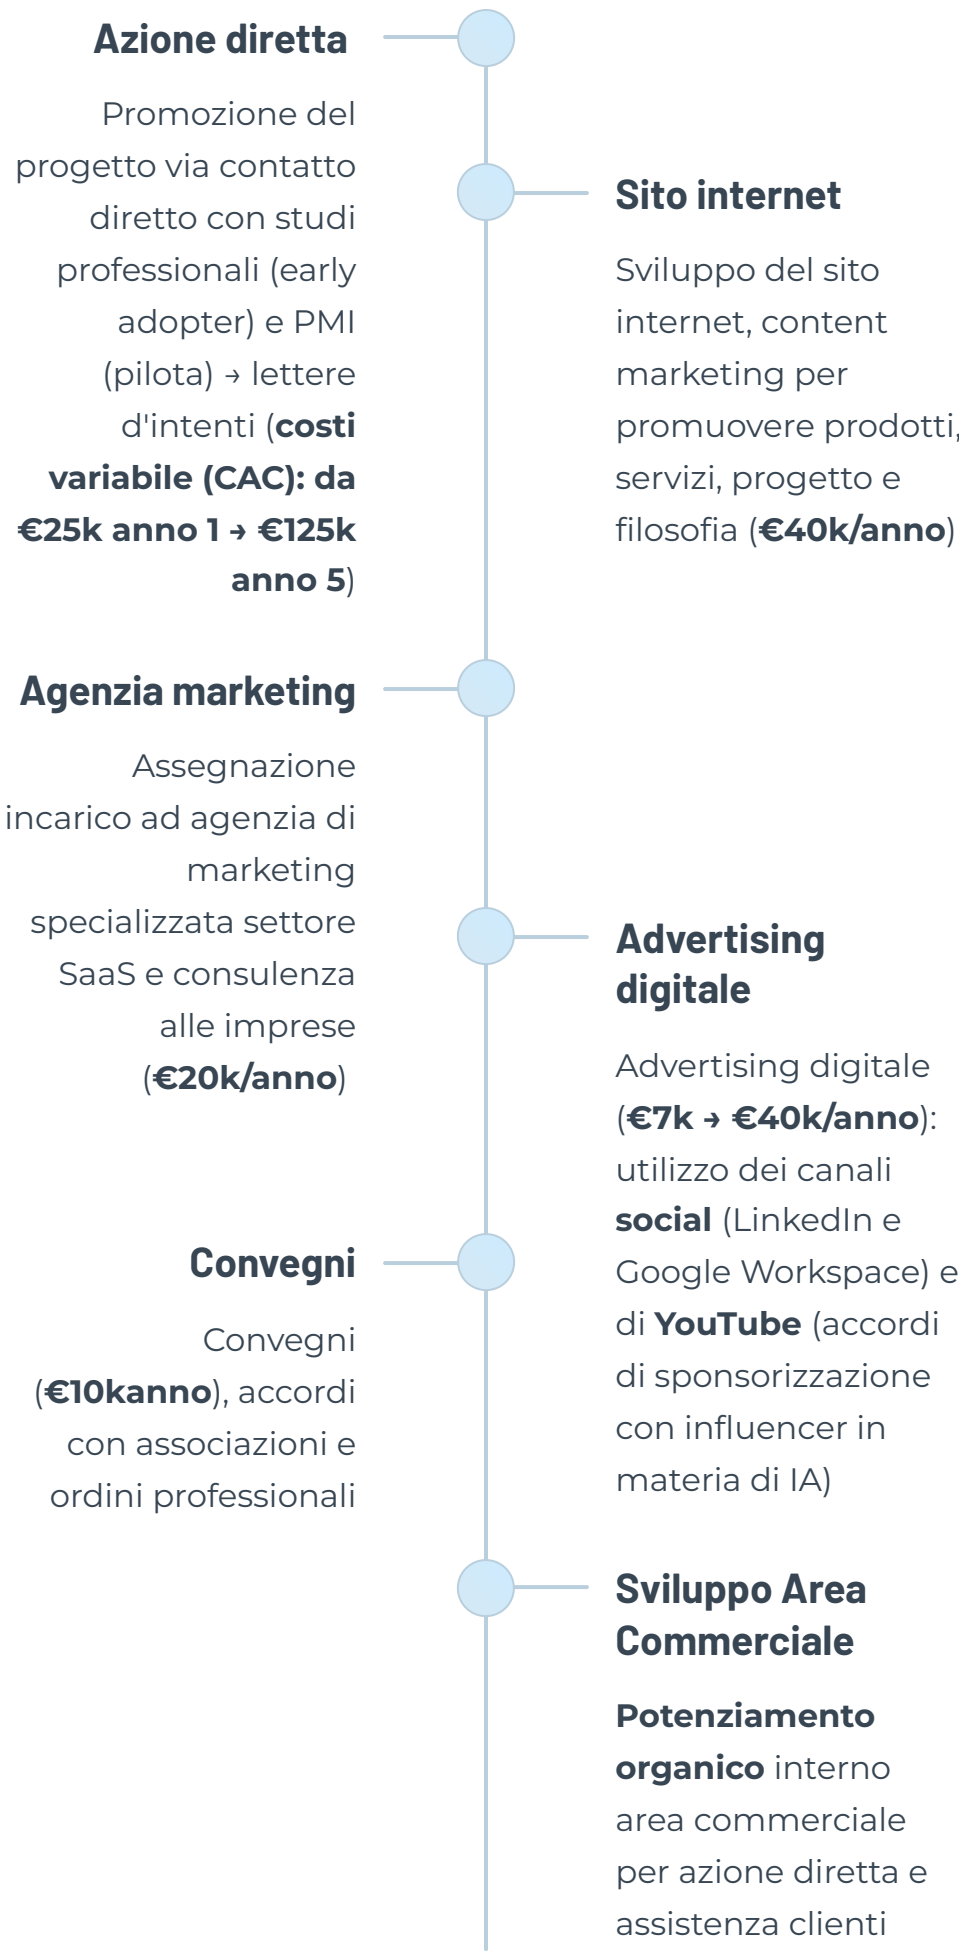 Azione diretta
Promozione del
progetto via contatto
diretto con studi
professionali (early
adopter) e PMI
(pilota) → lettere
d'intenti (costi
variabile (CAC): da
€25k anno 1 → €125k
anno 5)
Sito internet
Sviluppo del sito
internet, content
marketing per
promuovere prodotti,
servizi, progetto e
filosofia (€40k/anno)
Agenzia marketing
Assegnazione
incarico ad agenzia di
marketing
specializzata settore
SaaS e consulenza
alle imprese
(€20k/anno)
Advertising
digitale
Advertising digitale
(€7k → €40k/anno):
utilizzo dei canali
social (LinkedIn e
Google Workspace) e
di YouTube (accordi
di sponsorizzazione
con influencer in
materia di IA)
Convegni
Convegni
(€10kanno), accordi
con associazioni e
ordini professionali
Sviluppo Area
Commerciale
Potenziamento
organico interno
area commerciale
per azione diretta e
assistenza clienti